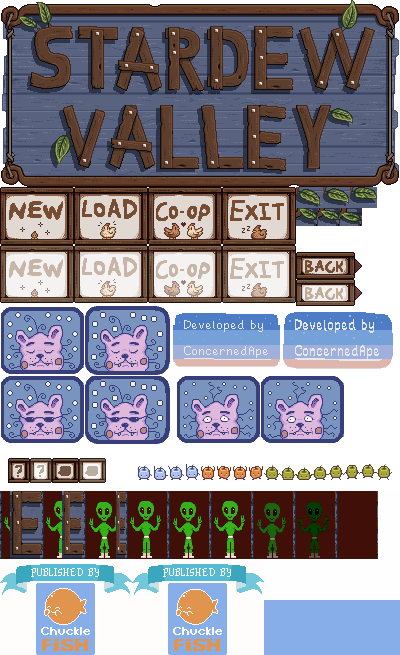 STARDEW
VALLEY
NEW LOAD CO-OP EXIT
NEW LOAD CO-OP EXIT
BACK
BACK
Developed by
ConcernedApe
Developed by
ConcernedApe
? ?
E E
PUBLISHED BY
Chuckle
FISH
PUBLISHED BY
Chuckle
FISH